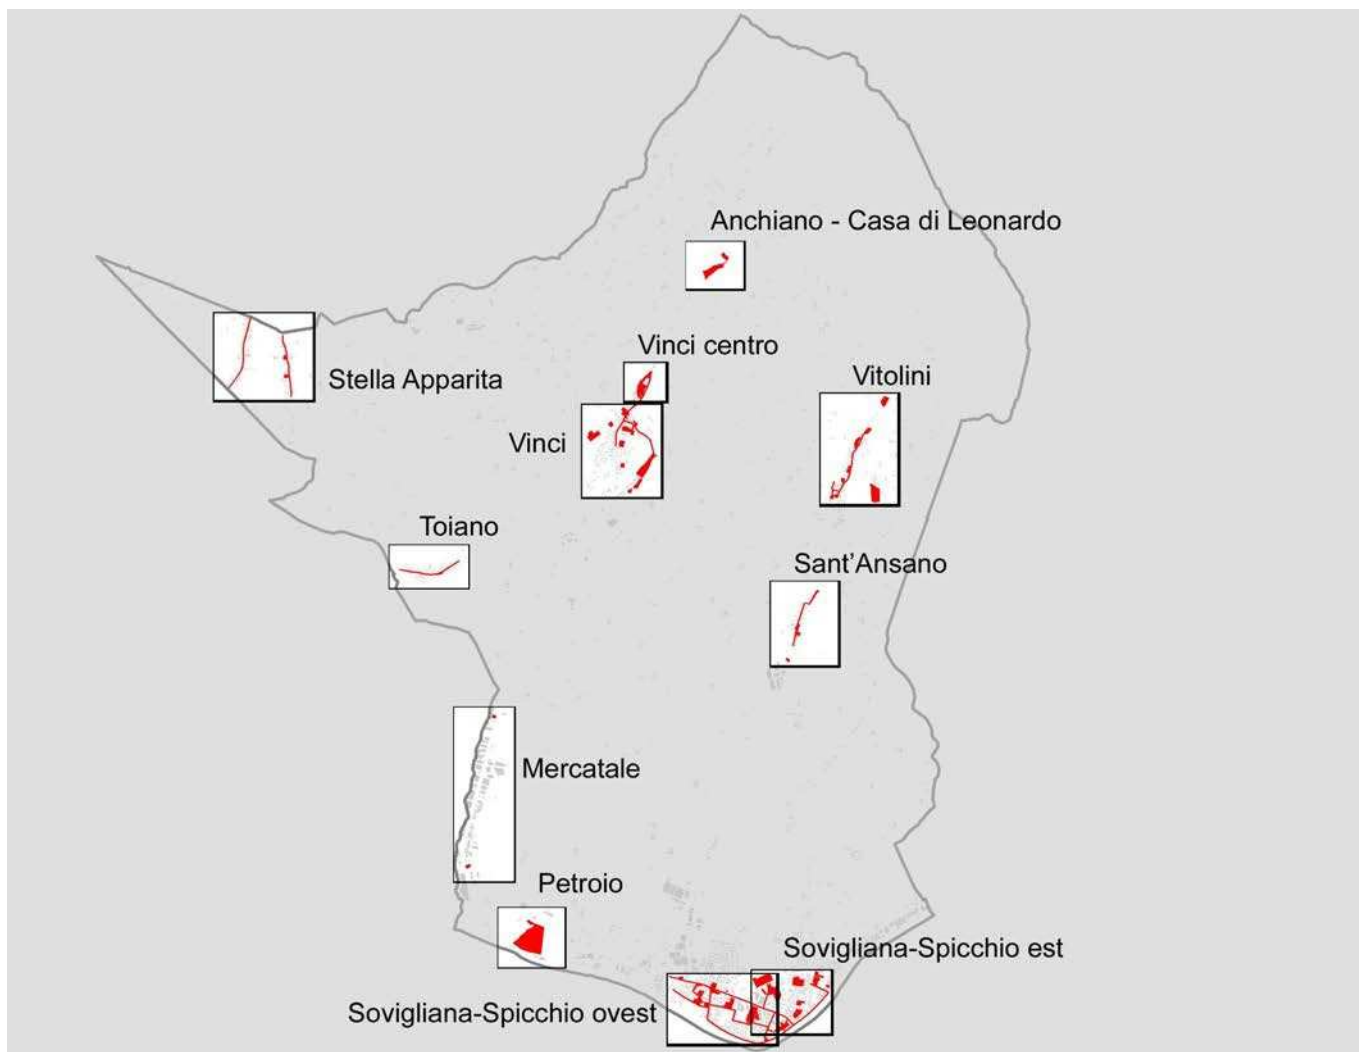 Anchiano - Casa di Leonardo
Vinci centro
Stella Apparita
Vitolini
Vinci
Toiano
Sant'Ansano
Mercatale
Petroio
Sovigliana-Spicchio est
Sovigliana-Spicchio ovest